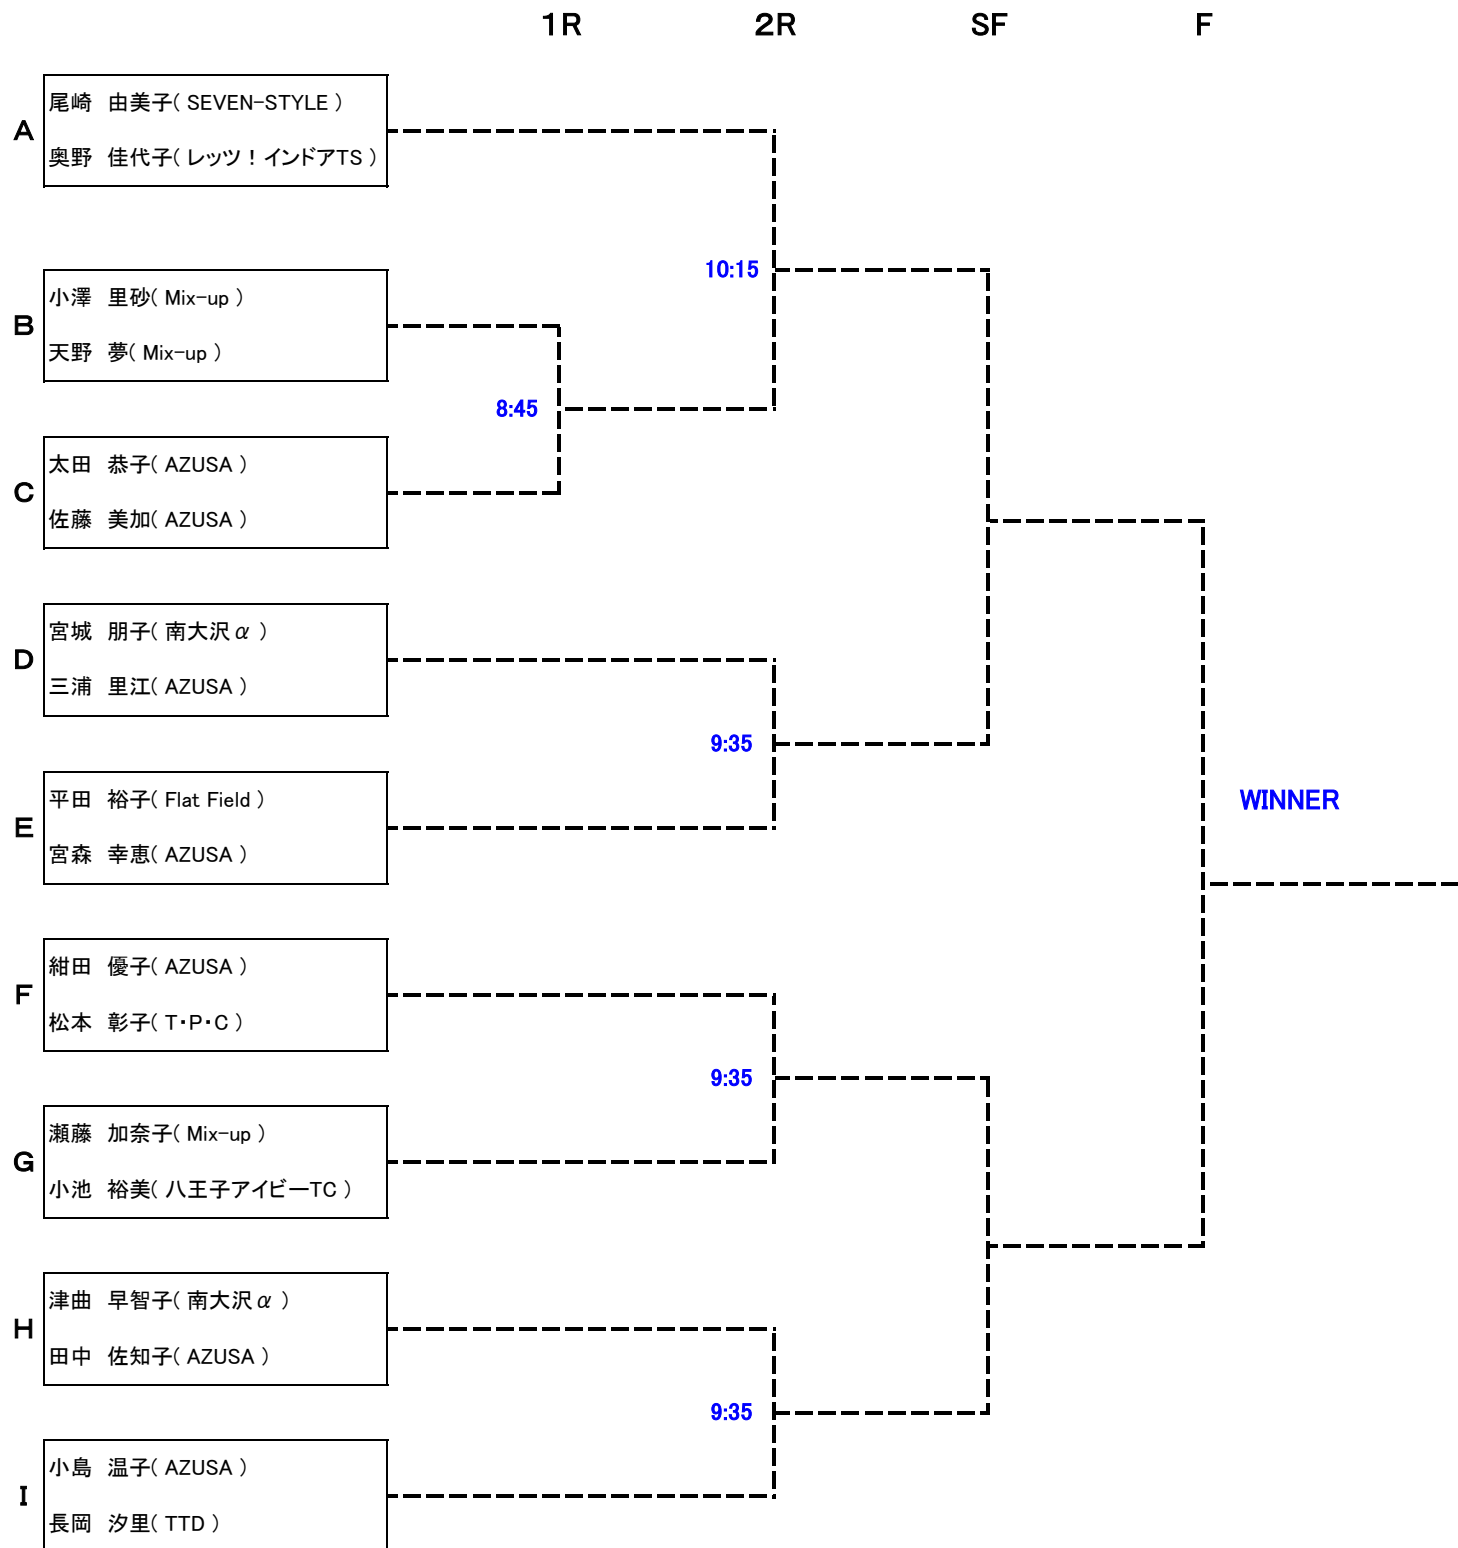 1R 2R SF F
尾崎 由美子( SEVEN-STYLE )
A
奥野 佳代子( レッツ！インドアTS )
10:15
小澤 里砂( Mix-up )
B
天野 夢( Mix-up )
8:45
太田 恭子( AZUSA )
C
佐藤 美加( AZUSA )
宮城 朋子( 南大沢α )
D
三浦 里江( AZUSA )
9:35
平田 裕子( Flat Field )
WINNER
E
宮森 幸恵( AZUSA )
紺田 優子( AZUSA )
F
松本 彰子( T・P・C )
9:35
瀬藤 加奈子( Mix-up )
G
小池 裕美( 八王子アイビーTC )
津曲 早智子( 南大沢α )
H
田中 佐知子( AZUSA )
9:35
小島 温子( AZUSA )
I
長岡 汐里( TTD )